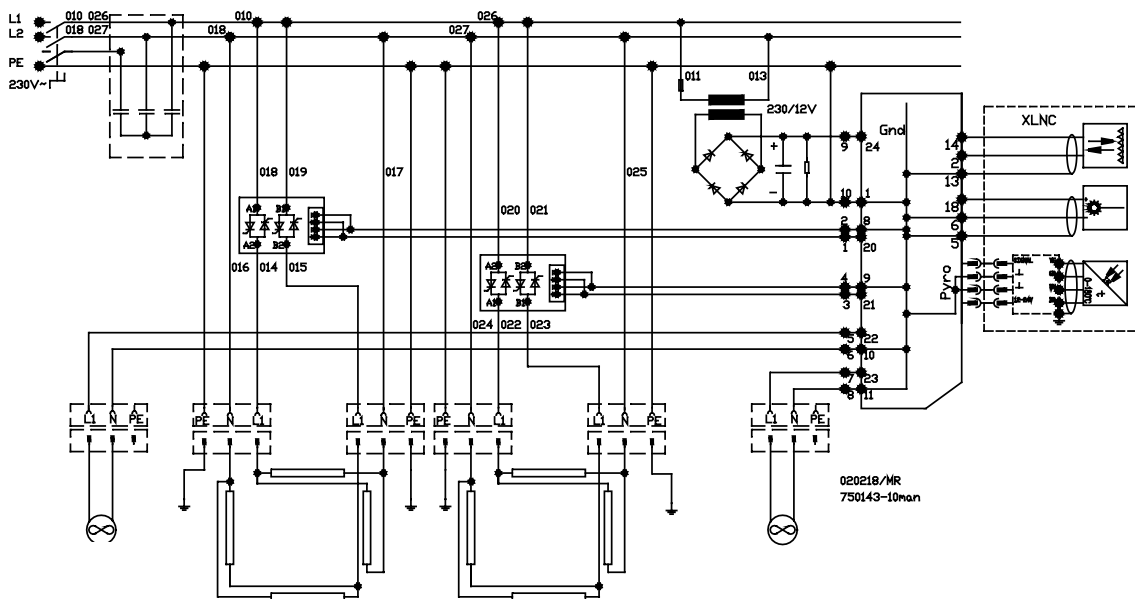 L1 010 026 010 026
L2 018 027 018 027
PE
230V~
011 013
230/12V
XLNC
Gnd
+
-
9 24
14
2
13
10 1
2 8
1 20
18
6
5
018 019 017 020 021 025
A1 B1
A2 B2
016 014 015
A2 B2
A1 B1
4 9
3 21
Pyro
024 022 023
5 22
6 10
7 23
8 11
L1 N PE PE N L1 L1 N PE PE N L1 L1 N PE L1 N PE
020218/MR
750143-10man